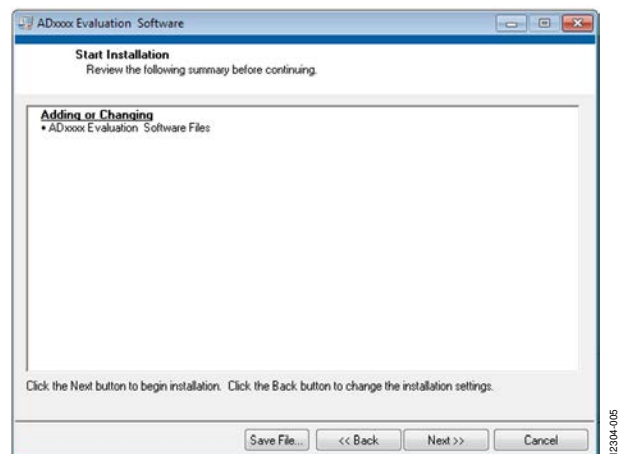 ADxxxx Evaluation Software
Start Installation
Review the following summary before continuing.
Adding or Changing
• ADxxxx Evaluation Software Files
Click the Next button to begin installation. Click the Back button to change the installation settings.
Save File... << Back Next >> Cancel
12304-005